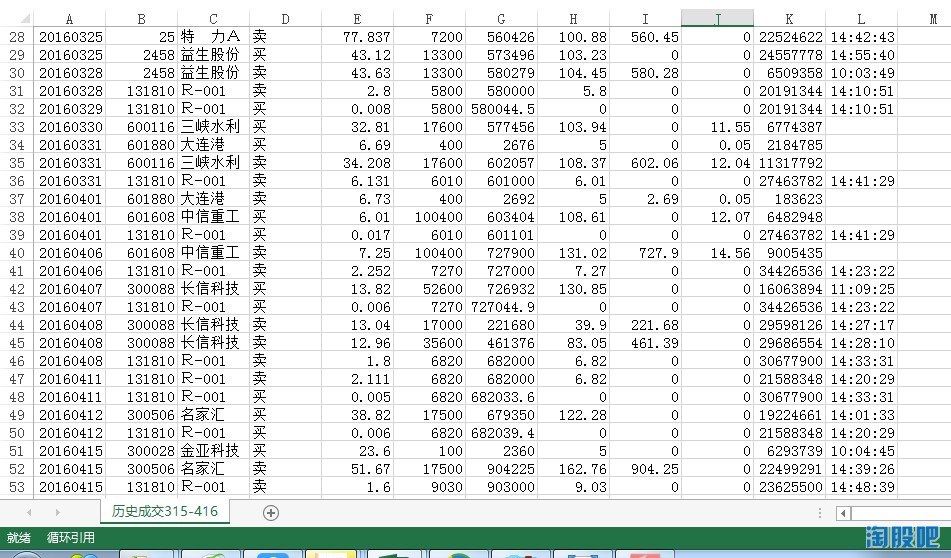 A B C D E F G H I J K L M
28 20160325 25 特　力A 卖 77.837 7200 560426 100.88 560.45 0 22524622 14:42:43
29 20160325 2458 益生股份 买 43.12 13300 573496 103.23 0 0 24557778 14:55:40
30 20160328 2458 益生股份 卖 43.63 13300 580279 104.45 580.28 0 6509358 10:03:49
31 20160328 131810 R-001 卖 2.8 5800 580000 5.8 0 0 20191344 14:10:51
32 20160329 131810 R-001 买 0.008 5800 580044.5 0 0 0 20191344 14:10:51
33 20160330 600116 三峡水利 买 32.81 17600 577456 103.94 0 11.55 6774387
34 20160331 601880 大连港 买 6.69 400 2676 5 0 0.05 2184785
35 20160331 600116 三峡水利 卖 34.208 17600 602057 108.37 602.06 12.04 11317792
36 20160331 131810 R-001 卖 6.131 6010 601000 6.01 0 0 27463782 14:41:29
37 20160401 601880 大连港 卖 6.73 400 2692 5 2.69 0.05 183623
38 20160401 601608 中信重工 买 6.01 100400 603404 108.61 0 12.07 6482948
39 20160401 131810 R-001 买 0.017 6010 601101 0 0 0 27463782 14:41:29
40 20160406 601608 中信重工 卖 7.25 100400 727900 131.02 727.9 14.56 9005435
41 20160406 131810 R-001 卖 2.252 7270 727000 7.27 0 0 34426536 14:23:22
42 20160407 300088 长信科技 买 13.82 52600 726932 130.85 0 0 16063894 11:09:25
43 20160407 131810 R-001 买 0.006 7270 727044.9 0 0 0 34426536 14:23:22
44 20160408 300088 长信科技 卖 13.04 17000 221680 39.9 221.68 0 29598126 14:27:17
45 20160408 300088 长信科技 卖 12.96 35600 461376 83.05 461.39 0 29686554 14:28:10
46 20160408 131810 R-001 卖 1.8 6820 682000 6.82 0 0 30677900 14:33:31
47 20160411 131810 R-001 卖 2.111 6820 682000 6.82 0 0 21588348 14:20:29
48 20160411 131810 R-001 买 0.005 6820 682033.6 0 0 0 30677900 14:33:31
49 20160412 300506 名家汇 买 38.82 17500 679350 122.28 0 0 19224661 14:01:33
50 20160412 131810 R-001 买 0.006 6820 682039.4 0 0 0 21588348 14:20:29
51 20160415 300028 金亚科技 买 23.6 100 2360 5 0 0 6293739 10:04:45
52 20160415 300506 名家汇 卖 51.67 17500 904225 162.76 904.25 0 22499291 14:39:26
53 20160415 131810 R-001 卖 1.6 9030 903000 9.03 0 0 23625500 14:48:39
历史成交315-416
就绪 循环引用
淘股吧